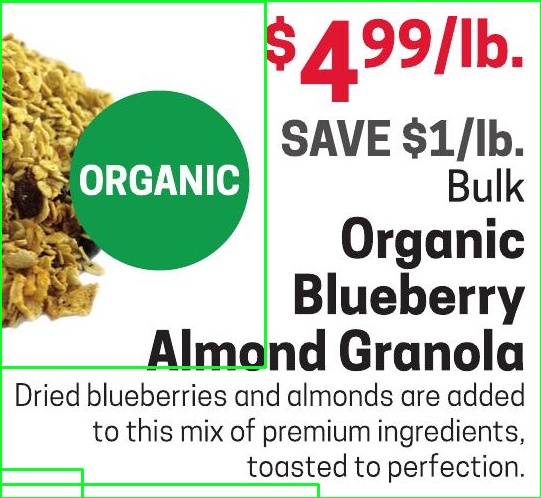 $4.99/lb.
SAVE $1/lb.
ORGANIC
Bulk
Organic
Blueberry
Almond Granola
Dried blueberries and almonds are added
to this mix of premium ingredients,
toasted to perfection.